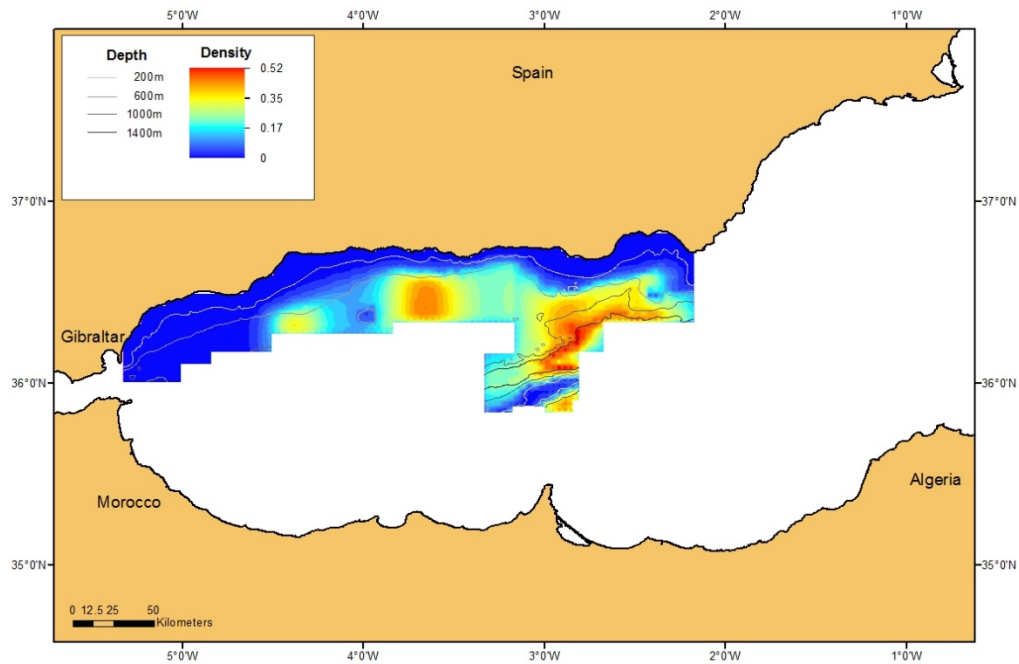 5°0'W 4°0'W 3°0'W 2°0'W 1°0'W
Depth
200m
600m
1000m
1400m
Density
0.52
0.35
0.17
0
Spain
37°0'N 37°0'N
Gibraltar
36°0'N 36°0'N
Morocco
Algeria
35°0'N 35°0'N
0 12.5 25 50
Kilometers
5°0'W 4°0'W 3°0'W 2°0'W 1°0'W